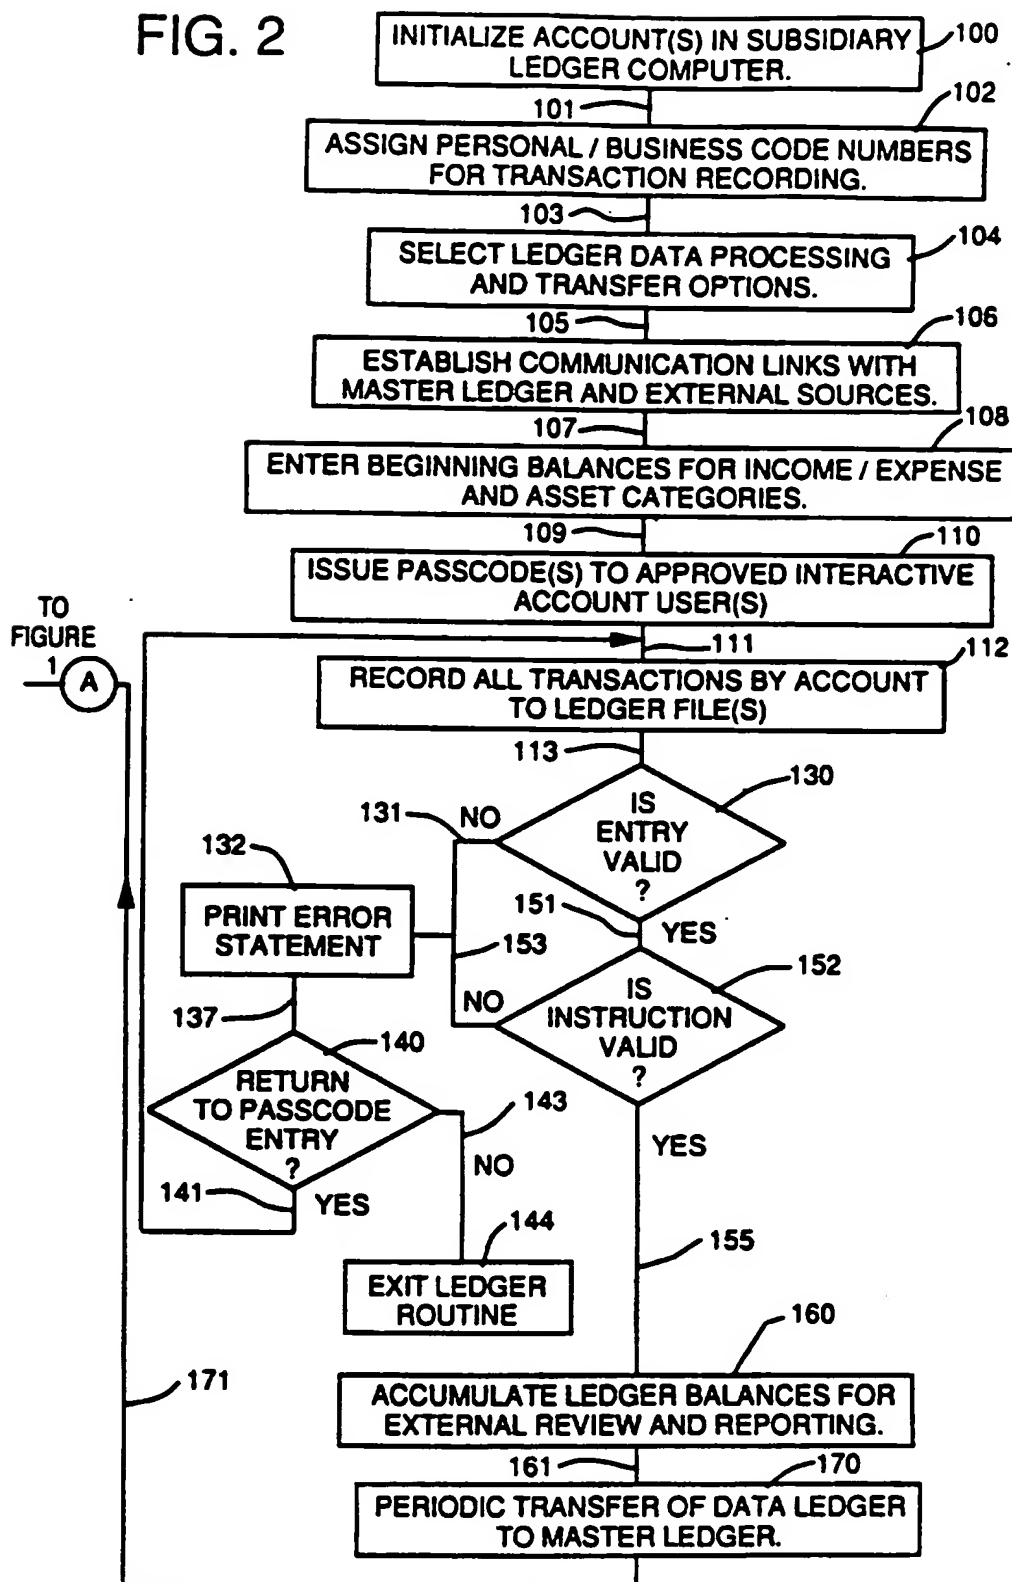 FIG. 2
INITIALIZE ACCOUNT(S) IN SUBSIDIARY
LEDGER COMPUTER.
100
101
102
ASSIGN PERSONAL / BUSINESS CODE NUMBERS
FOR TRANSACTION RECORDING.
103
104
SELECT LEDGER DATA PROCESSING
AND TRANSFER OPTIONS.
105
106
ESTABLISH COMMUNICATION LINKS WITH
MASTER LEDGER AND EXTERNAL SOURCES.
107
108
ENTER BEGINNING BALANCES FOR INCOME / EXPENSE
AND ASSET CATEGORIES.
109
110
ISSUE PASSCODE(S) TO APPROVED INTERACTIVE
ACCOUNT USER(S)
TO
FIGURE
1
A
111
112
RECORD ALL TRANSACTIONS BY ACCOUNT
TO LEDGER FILE(S)
113
130
IS
ENTRY
VALID
?
131
NO
132
PRINT ERROR
STATEMENT
151
YES
153
152
IS
INSTRUCTION
VALID
?
NO
137
140
RETURN
TO PASSCODE
ENTRY
?
143
NO
141
YES
YES
144
EXIT LEDGER
ROUTINE
155
160
ACCUMULATE LEDGER BALANCES FOR
EXTERNAL REVIEW AND REPORTING.
171
161
170
PERIODIC TRANSFER OF DATA LEDGER
TO MASTER LEDGER.